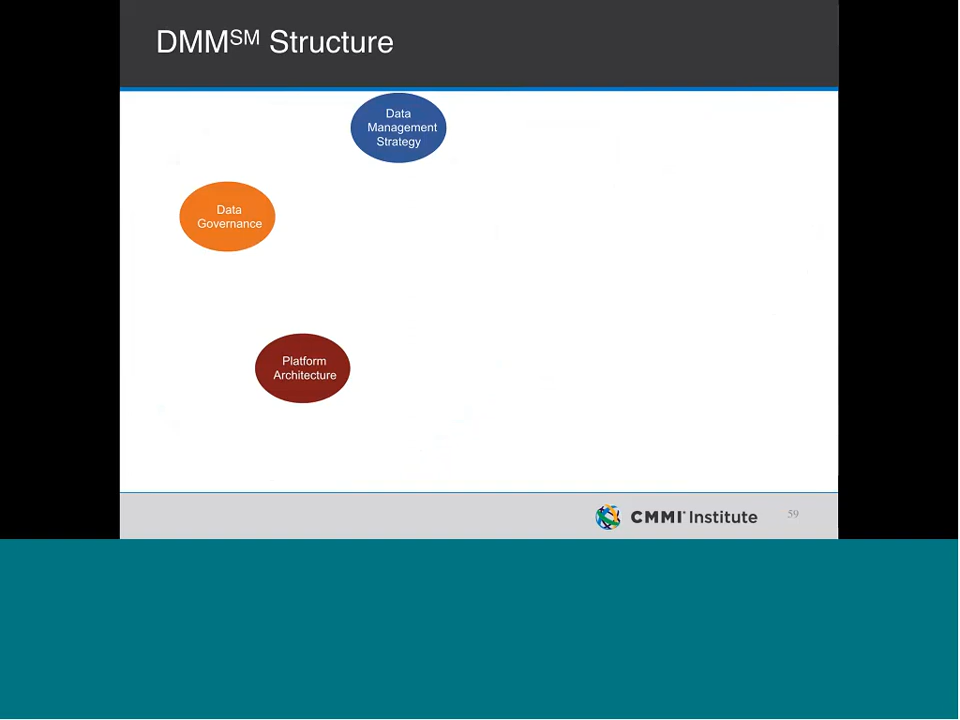 DMM℠ Structure
Data
Management
Strategy
Data
Governance
Platform
Architecture
CMMI® Institute
59